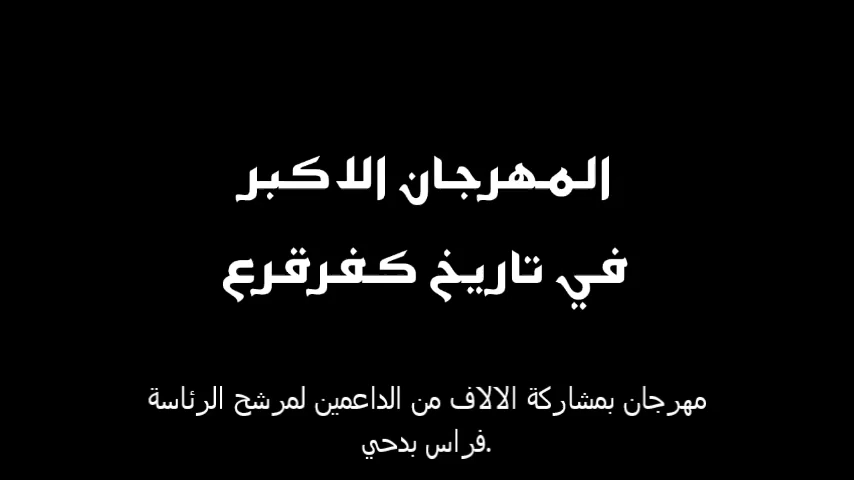 المهرجان الاكبر
في تاريخ كفرقرع
مهرجان بمشاركة الالاف من الداعمين لمرشح الرئاسة
فراس بدحي.